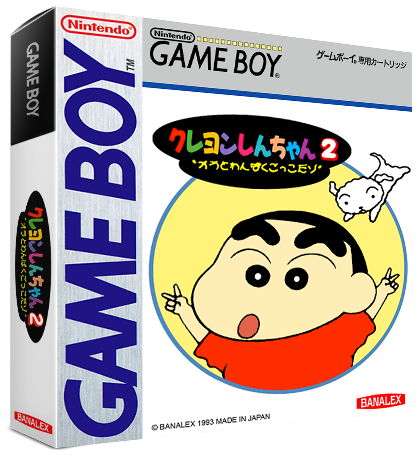 GAME BOY
クレヨンしんちゃん2
オラとわんぱくごっこだゾ
BANALEX
Nintendo
GAME BOY™
Nintendo
GAME BOY®
ゲームボーイ®専用カートリッジ
クレヨンしんちゃん2
オラとわんぱくごっこだゾ
© BANALEX 1993 MADE IN JAPAN
BANALEX